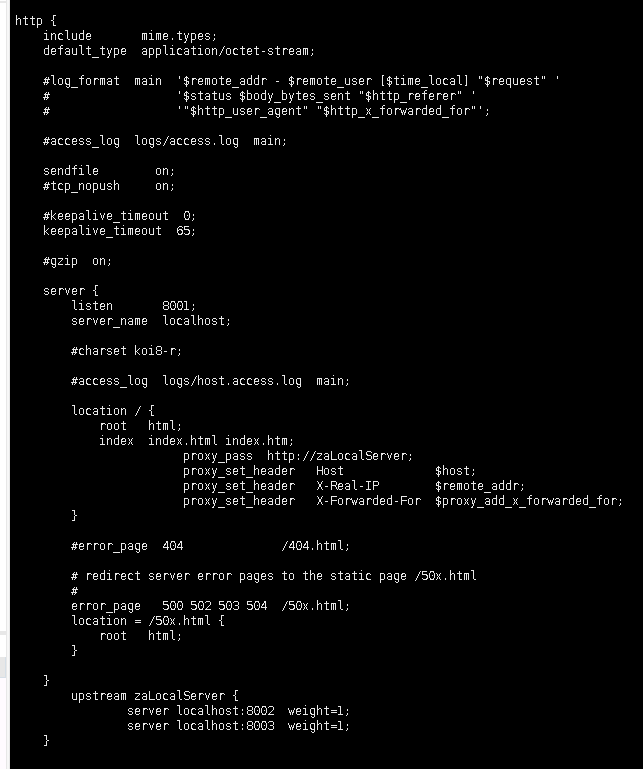 http {
    include       mime.types;
    default_type  application/octet-stream;
    #log_format  main  '$remote_addr - $remote_user [$time_local] "$request" '
    #                  '$status $body_bytes_sent "$http_referer" '
    #                  '"$http_user_agent" "$http_x_forwarded_for"';
    #access_log  logs/access.log  main;
    sendfile        on;
    #tcp_nopush     on;
    #keepalive_timeout  0;
    keepalive_timeout  65;
    #gzip  on;
    server {
        listen       8001;
        server_name  localhost;
        #charset koi8-r;
        #access_log  logs/host.access.log  main;
        location / {
            root   html;
            index  index.html index.htm;
                        proxy_pass  http://zaLocalServer;
                        proxy_set_header   Host             $host;
                        proxy_set_header   X-Real-IP        $remote_addr;
                        proxy_set_header   X-Forwarded-For  $proxy_add_x_forwarded_for;
        }
        #error_page  404              /404.html;
        # redirect server error pages to the static page /50x.html
        #
        error_page   500 502 503 504  /50x.html;
        location = /50x.html {
            root   html;
        }
    }
        upstream zaLocalServer {
                server localhost:8002  weight=1;
                server localhost:8003  weight=1;
    }